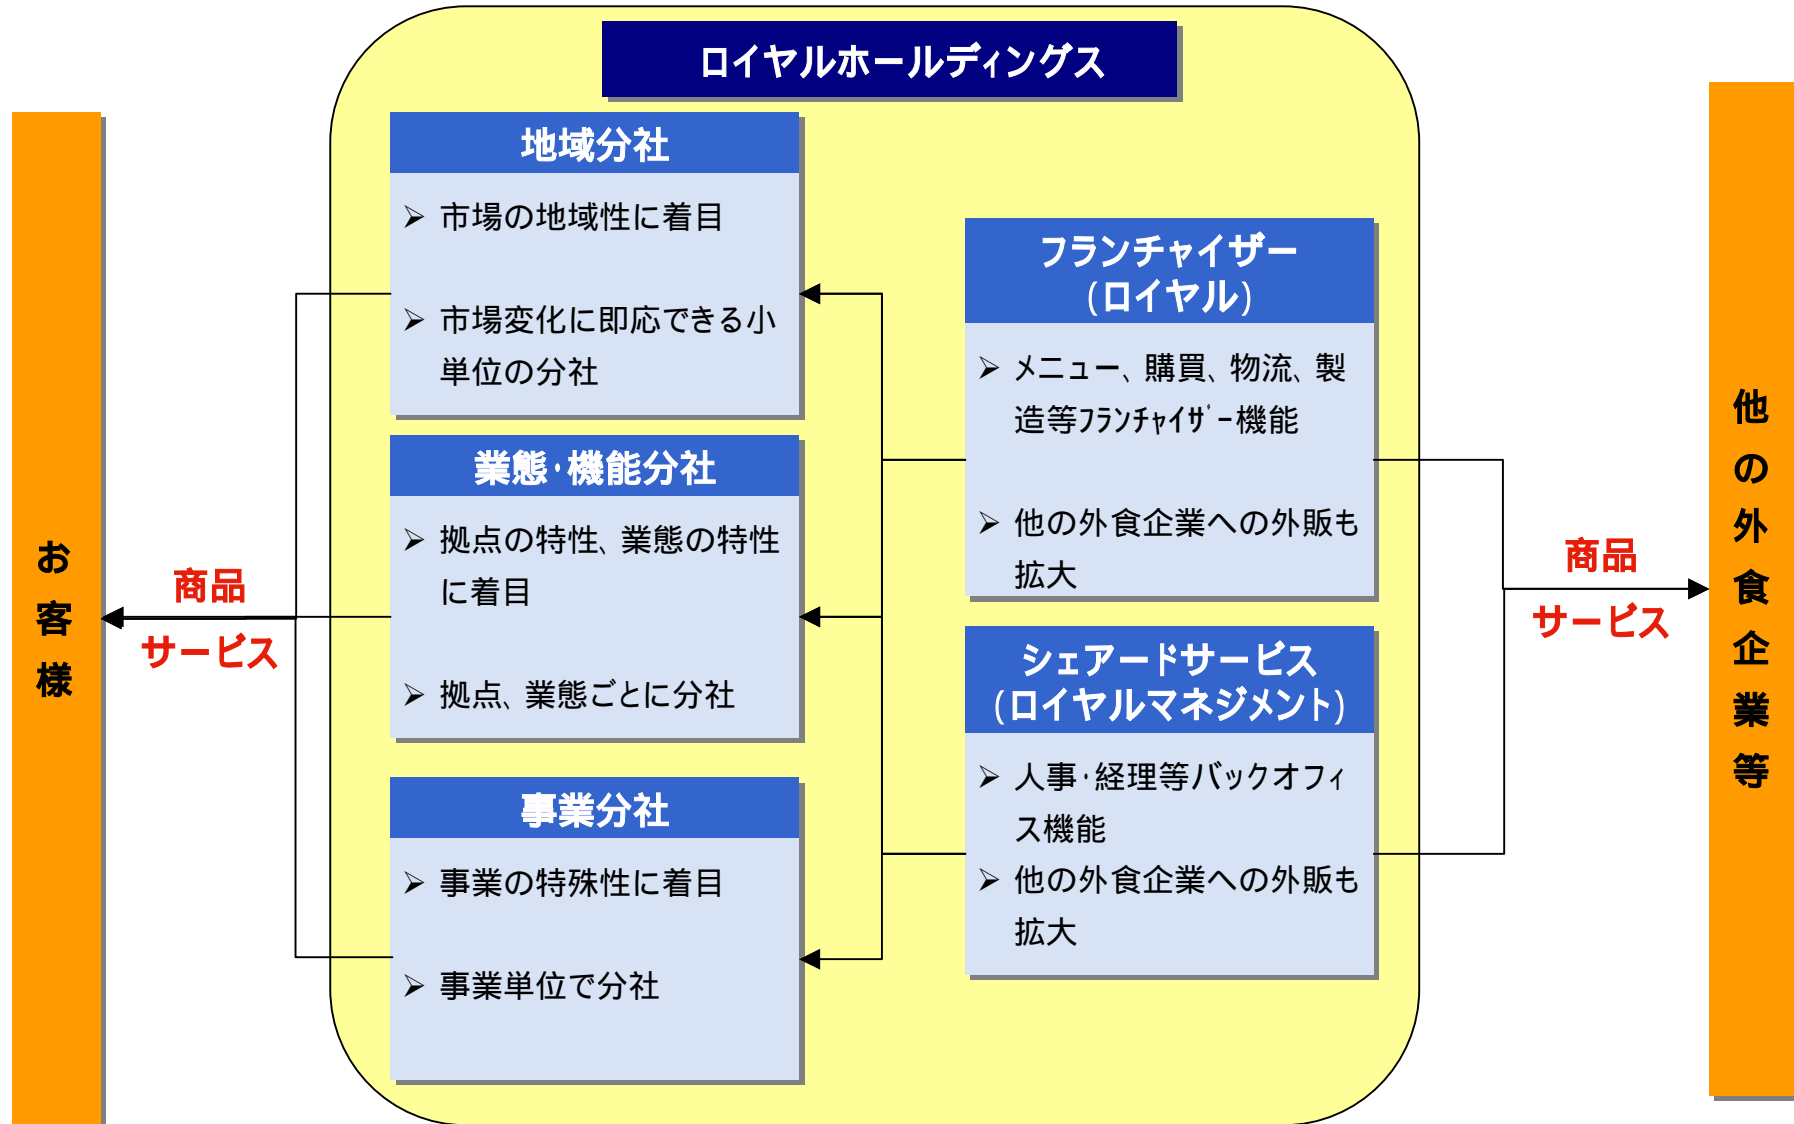 ロイヤルホールディングス
お客様
商品
サービス
地域分社
➢ 市場の地域性に着目
➢ 市場変化に即応できる小
単位の分社
業態・機能分社
➢ 拠点の特性、業態の特性
に着目
➢ 拠点、業態ごとに分社
事業分社
➢ 事業の特殊性に着目
➢ 事業単位で分社
フランチャイザー
(ロイヤル)
➢ メニュー、購買、物流、製
造等フランチャイザー機能
➢ 他の外食企業への外販も
拡大
シェアードサービス
(ロイヤルマネジメント)
➢ 人事・経理等バックオフィ
ス機能
➢ 他の外食企業への外販も
拡大
商品
サービス
他の外食企業等